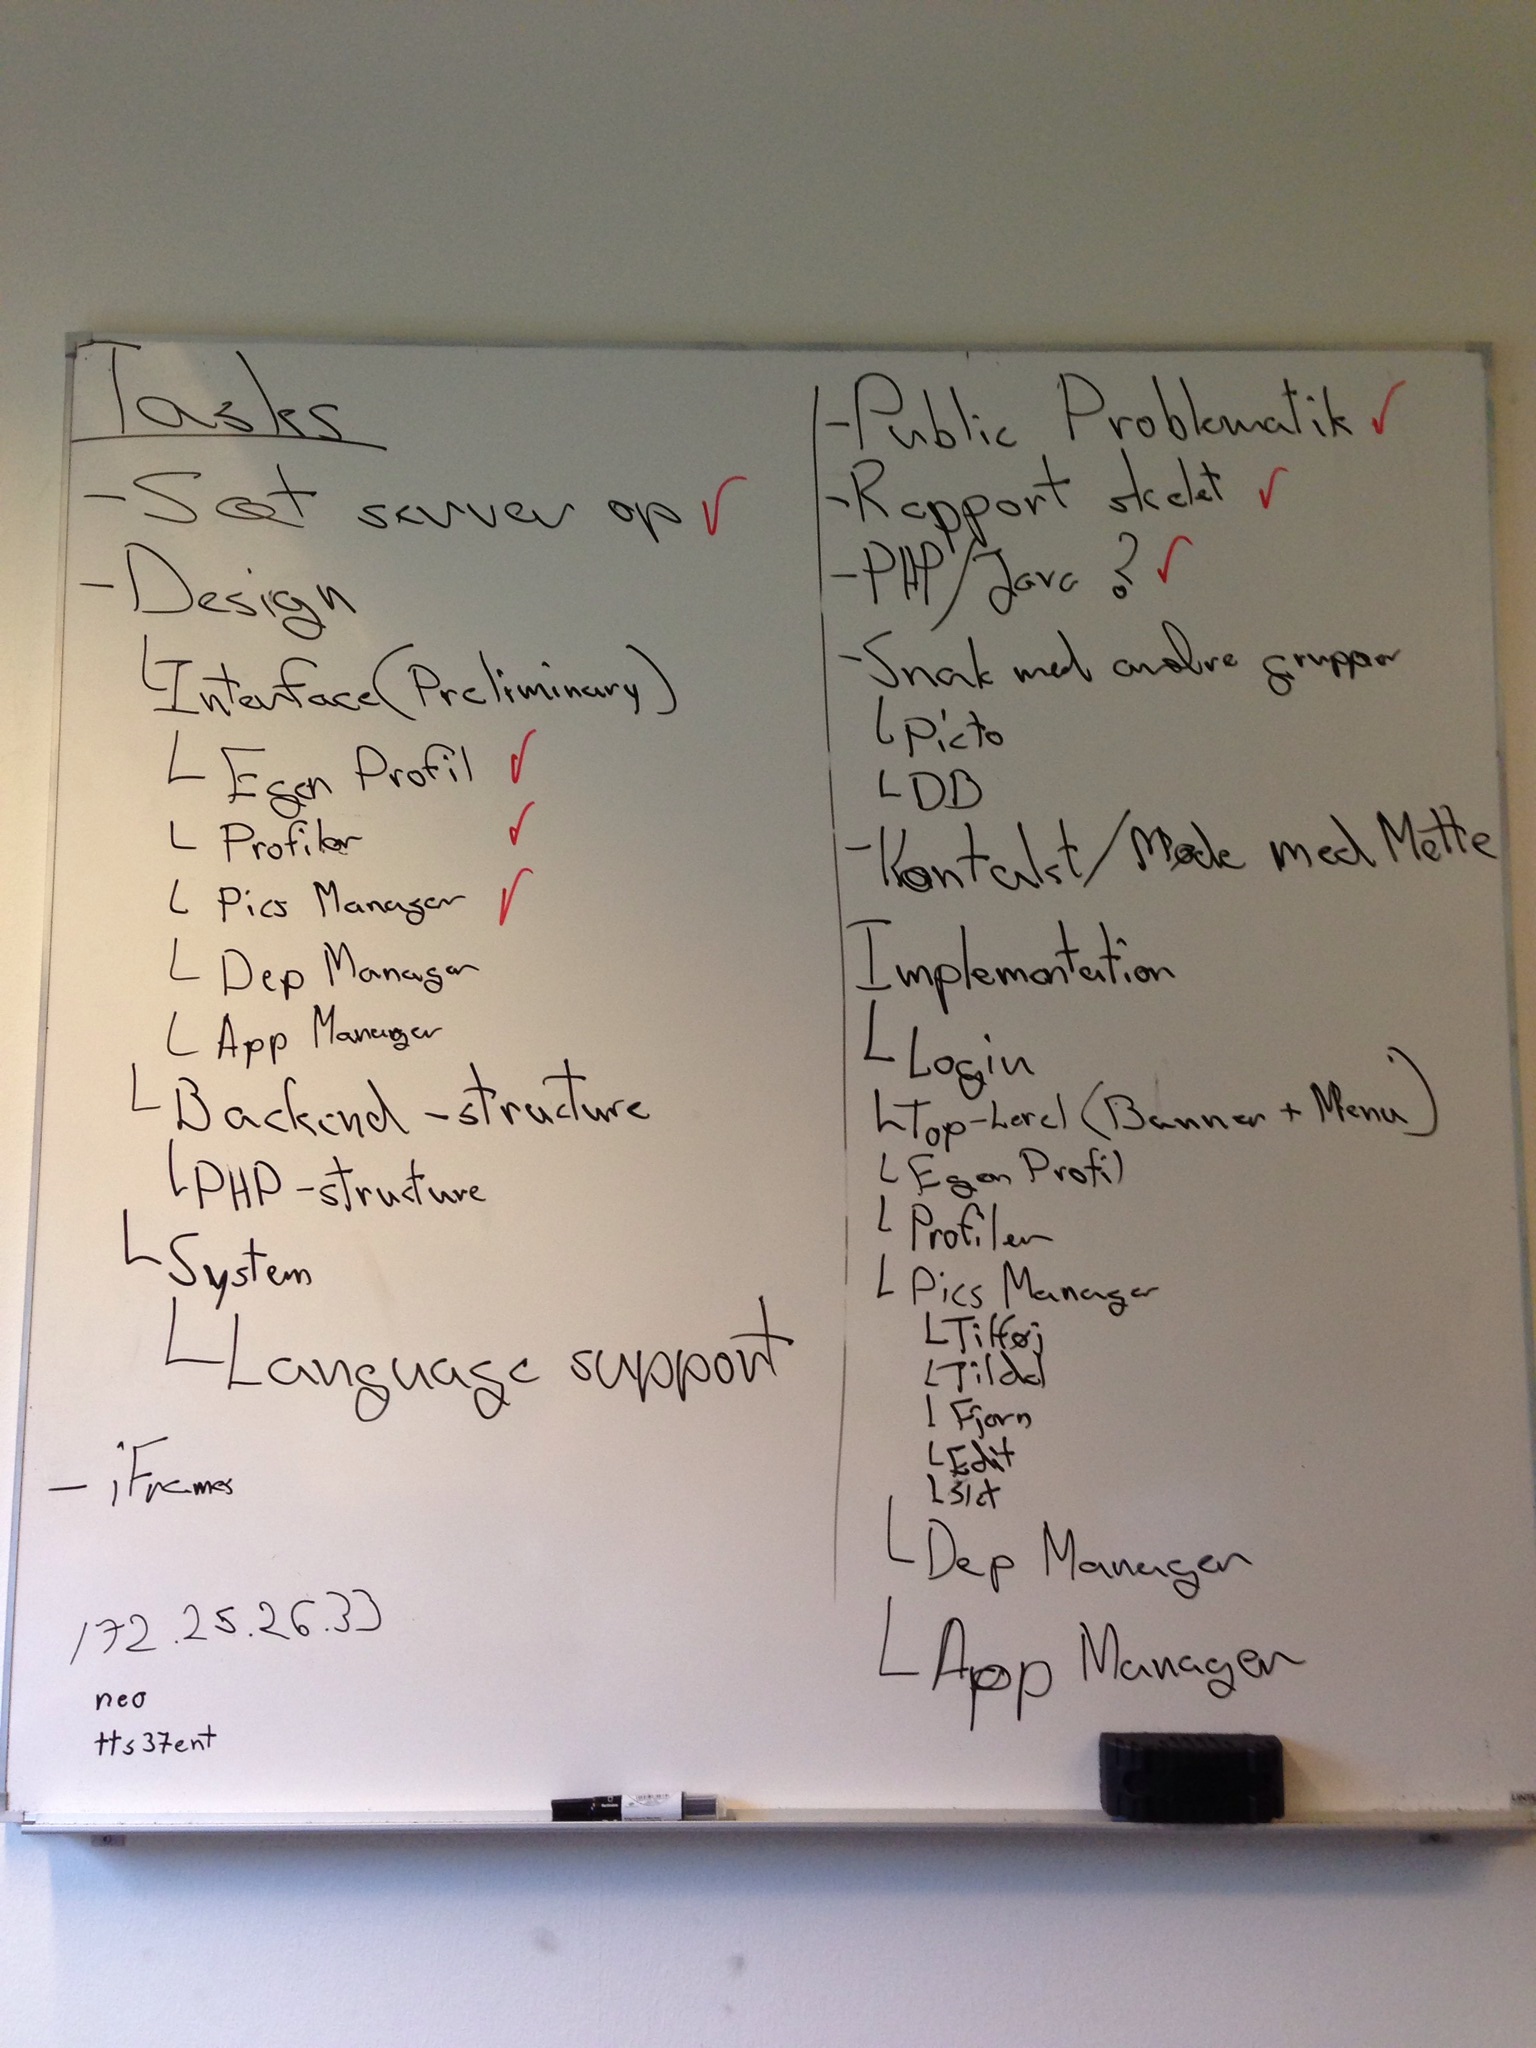 Tasks
- Sæt server op ✓
- Design
└ Interface (Preliminary)
└ Egen Profil ✓
└ Profiler ✓
└ Pics Manager ✓
└ Dep Manager
└ App Manager
└ Backend-structure
└ PHP-structure
└ System
└ Language support
- iFrames
172.25.26.33
neo
tts37ent
- Public Problematik ✓
- Rapport skelet ✓
- PHP/Java? ✓
- Snak med andre grupper
└ Picto
└ DB
- Kontakt/Møde med Mette
Implementation
└ Login
└ Top-Level (Banner + Menu)
└ Egen Profil
└ Profiler
└ Pics Manager
└ Tilføj
└ Tildel
└ Fjern
└ Edit
└ Slet
└ Dep Manager
└ App Manager